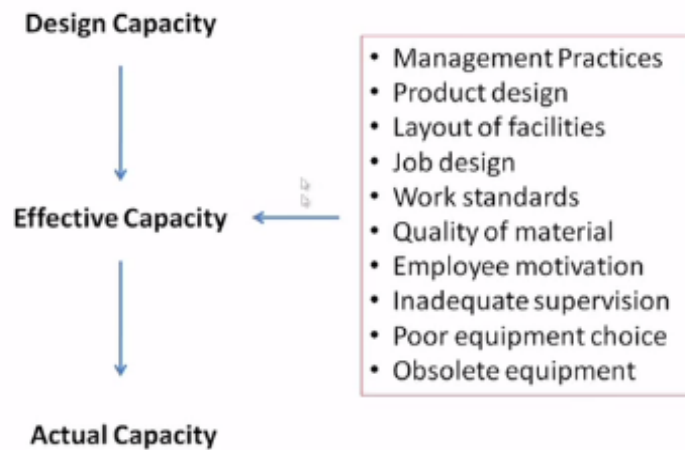 Design Capacity
Effective Capacity
Actual Capacity
• Management Practices
• Product design
• Layout of facilities
• Job design
• Work standards
• Quality of material
• Employee motivation
• Inadequate supervision
• Poor equipment choice
• Obsolete equipment